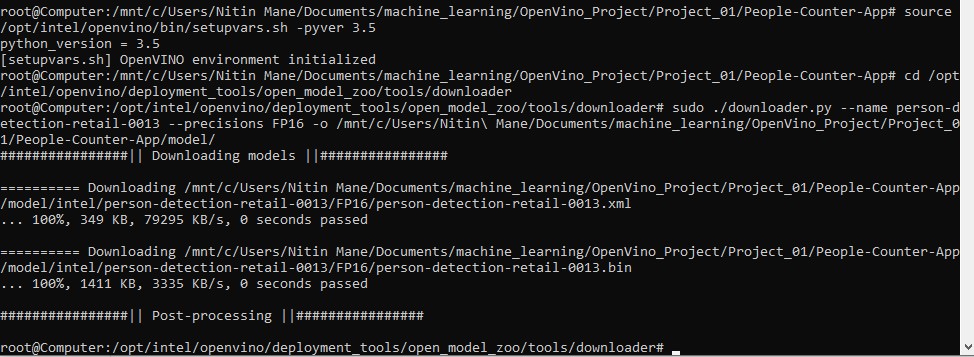 root@Computer:/mnt/c/Users/Nitin Mane/Documents/machine_learning/OpenVino_Project/Project_01/People-Counter-App# source
/opt/intel/openvino/bin/setupvars.sh -pyver 3.5
python_version = 3.5
[setupvars.sh] OpenVINO environment initialized
root@Computer:/mnt/c/Users/Nitin Mane/Documents/machine_learning/OpenVino_Project/Project_01/People-Counter-App# cd /opt
/intel/openvino/deployment_tools/open_model_zoo/tools/downloader
root@Computer:/opt/intel/openvino/deployment_tools/open_model_zoo/tools/downloader# sudo ./downloader.py --name person-d
etection-retail-0013 --precisions FP16 -o /mnt/c/Users/Nitin\ Mane/Documents/machine_learning/OpenVino_Project/Project_0
1/People-Counter-App/model/
################|| Downloading models ||################
========== Downloading /mnt/c/Users/Nitin Mane/Documents/machine_learning/OpenVino_Project/Project_01/People-Counter-App
/model/intel/person-detection-retail-0013/FP16/person-detection-retail-0013.xml
... 100%, 349 KB, 79295 KB/s, 0 seconds passed
========== Downloading /mnt/c/Users/Nitin Mane/Documents/machine_learning/OpenVino_Project/Project_01/People-Counter-App
/model/intel/person-detection-retail-0013/FP16/person-detection-retail-0013.bin
... 100%, 1411 KB, 3335 KB/s, 0 seconds passed
################|| Post-processing ||################
root@Computer:/opt/intel/openvino/deployment_tools/open_model_zoo/tools/downloader#